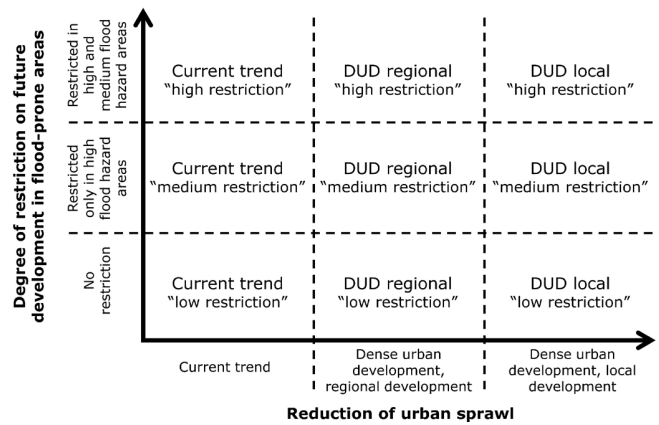 Degree of restriction on future
development in flood-prone areas
Restricted in
high and
medium flood
hazard areas
Current trend
“high restriction”
DUD regional
“high restriction”
DUD local
“high restriction”
Restricted
only in high
flood hazard
areas
Current trend
“medium restriction”
DUD regional
“medium restriction”
DUD local
“medium restriction”
No
restriction
Current trend
“low restriction”
DUD regional
“low restriction”
DUD local
“low restriction”
Current trend
Dense urban
development,
regional development
Dense urban
development, local
development
Reduction of urban sprawl